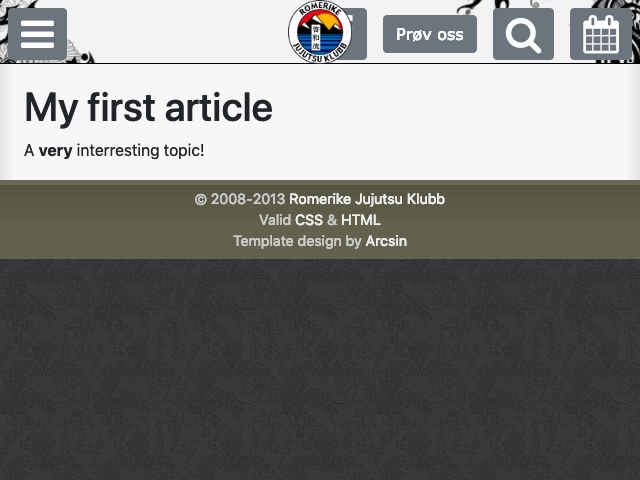 ROMERIKE
JUJUTSU KLUBB
Prøv oss
My first article
A very interresting topic!
© 2008-2013 Romerike Jujutsu Klubb
Valid CSS & HTML
Template design by Arcsin